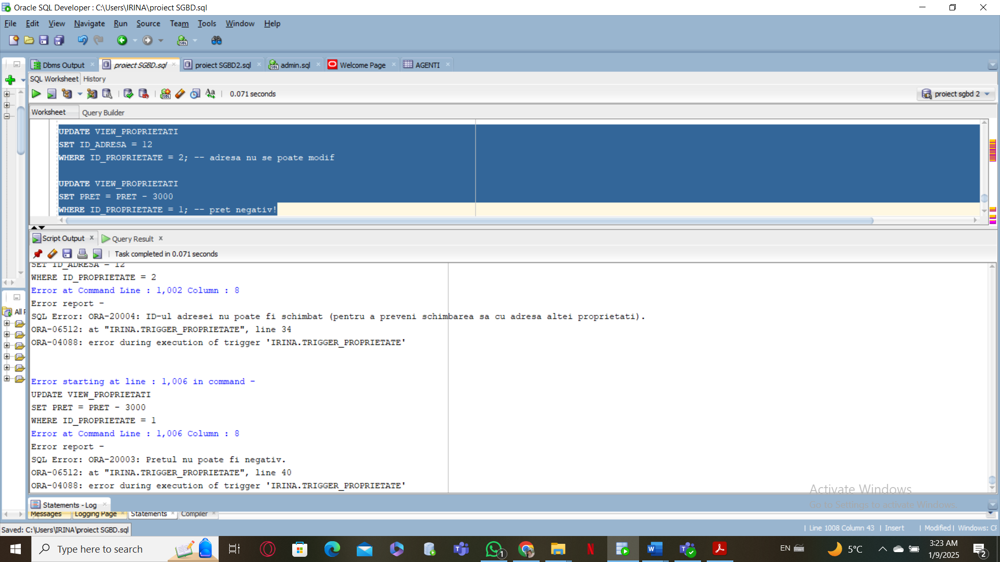 Oracle SQL Developer : C:\Users\IRINA\proiect SGBD.sql
File Edit View Navigate Run Source Team Tools Window Help
Dbms Output proiect SGBD.sql proiect SGBD2.sql admin.sql Welcome Page AGENTI
SQL Worksheet History
0.071 seconds
proiect sgbd 2
Worksheet Query Builder
UPDATE VIEW_PROPRIETATI
SET ID_ADRESA = 12
WHERE ID_PROPRIETATE = 2; -- adresa nu se poate modif
UPDATE VIEW_PROPRIETATI
SET PRET = PRET - 3000
WHERE ID_PROPRIETATE = 1; -- pret negativ!
Script Output Query Result
Task completed in 0.071 seconds
SET ID_ADRESA = 12
WHERE ID_PROPRIETATE = 2
Error at Command Line : 1,002 Column : 8
Error report -
SQL Error: ORA-20004: ID-ul adresei nu poate fi schimbat (pentru a preveni schimbarea sa cu adresa altei proprietati).
ORA-06512: at "IRINA.TRIGGER_PROPRIETATE", line 34
ORA-04088: error during execution of trigger 'IRINA.TRIGGER_PROPRIETATE'
Error starting at line : 1,006 in command -
UPDATE VIEW_PROPRIETATI
SET PRET = PRET - 3000
WHERE ID_PROPRIETATE = 1
Error at Command Line : 1,006 Column : 8
Error report -
SQL Error: ORA-20003: Pretul nu poate fi negativ.
ORA-06512: at "IRINA.TRIGGER_PROPRIETATE", line 40
ORA-04088: error during execution of trigger 'IRINA.TRIGGER_PROPRIETATE'
All
Activate Windows
Go to Settings to activate Windows.
Statements - Log
Messages Logging Page Statements Compiler
Saved: C:\Users\IRINA\proiect SGBD.sql
Line 1008 Column 43 | Insert | Modified | Windows: C
Type here to search
1
EN
5°C
3:23 AM
1/9/2025
2